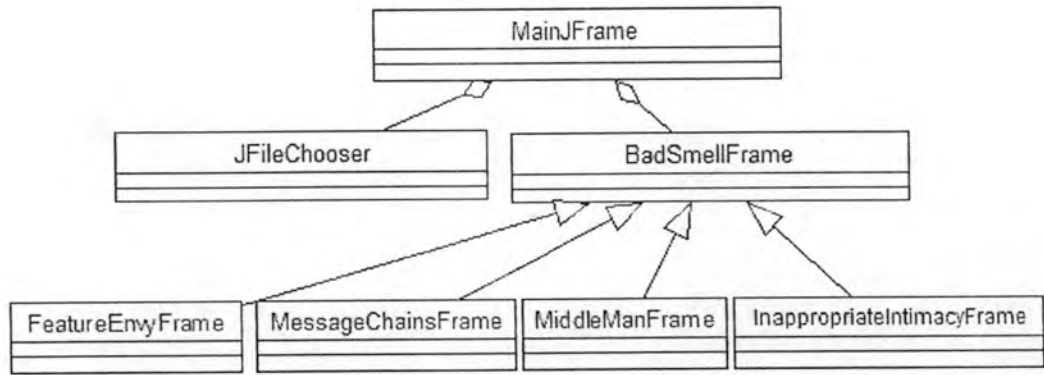 MainJFrame
JFileChooser
BadSmellFrame
FeatureEnvyFrame
MessageChainsFrame
MiddleManFrame
InappropriateIntimacyFrame